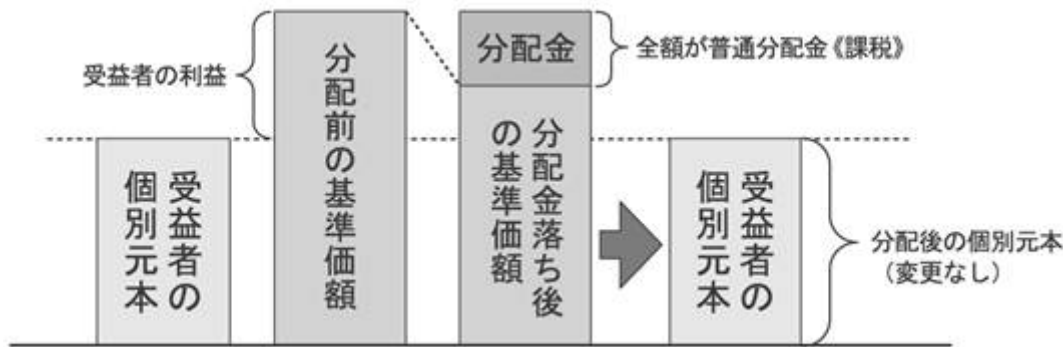 受益者の利益
受益者の
個別元本
分配前の基準価額
分配金
全額が普通分配金《課税》
分配金落ち後
の基準価額
受益者の
個別元本
分配後の個別元本
（変更なし）